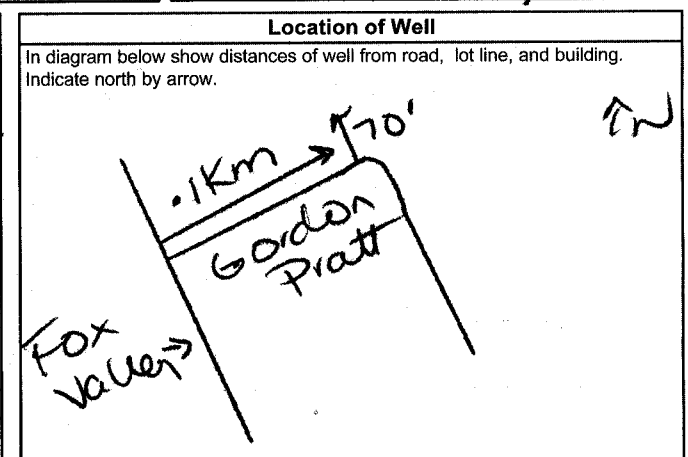 Location of Well
In diagram below show distances of well from road, lot line, and building.
Indicate north by arrow.
70'
N
.1Km
Gordon
Pratt
Fox
Valley